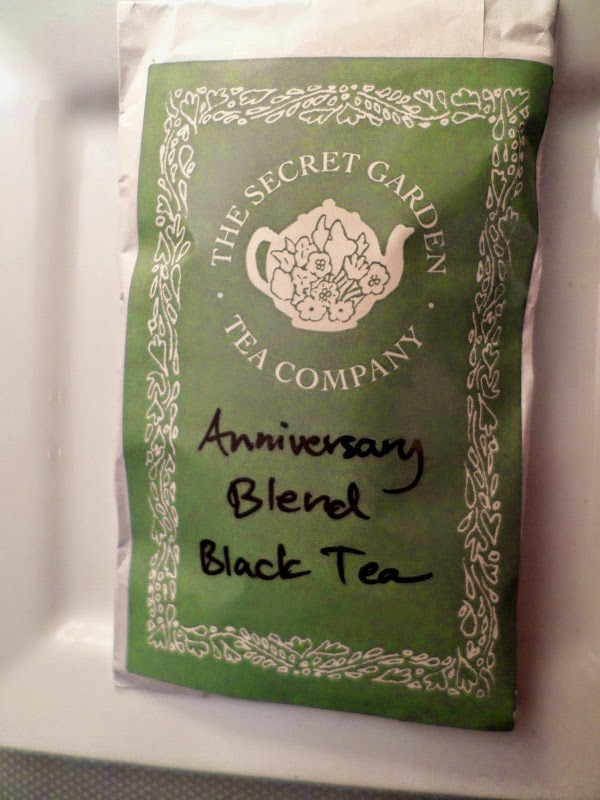 THE SECRET GARDEN
TEA COMPANY
Anniversary
Blend
Black Tea